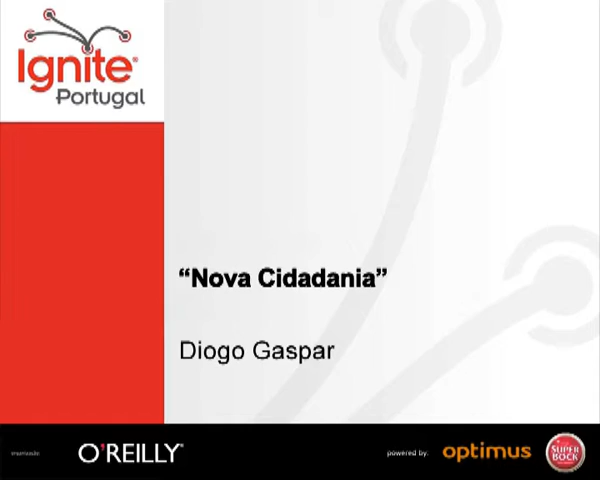 Ignite®
Portugal
“Nova Cidadania”
Diogo Gaspar
O'REILLY®
powered by:
optimus
SUPER
BOCK